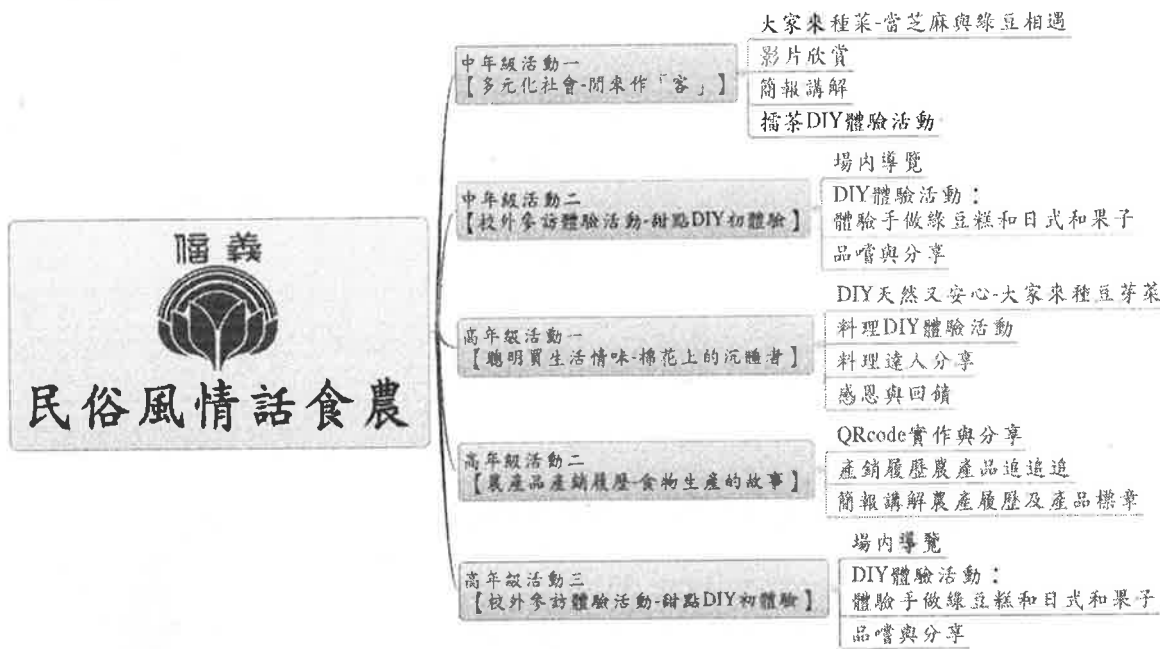 信義
民俗風情話食農
中年級活動一
【多元化社會-閒來作「客」】
大家來種菜-當芝麻與綠豆相遇
影片欣賞
簡報講解
擂茶DIY體驗活動
中年級活動二
【校外參訪體驗活動-甜點DIY初體驗】
場內導覽
DIY體驗活動：
體驗手做綠豆糕和日式和果子
品嚐與分享
高年級活動一
【聰明買生活情味-棉花上的沉睡者】
DIY天然又安心-大家來種豆芽菜
料理DIY體驗活動
料理達人分享
感恩與回饋
高年級活動二
【農產品產銷履歷-食物生產的故事】
QRcode實作與分享
產銷履歷農產品追追追
簡報講解農產履歷及產品標章
高年級活動三
【校外參訪體驗活動-甜點DIY初體驗】
場內導覽
DIY體驗活動：
體驗手做綠豆糕和日式和果子
品嚐與分享